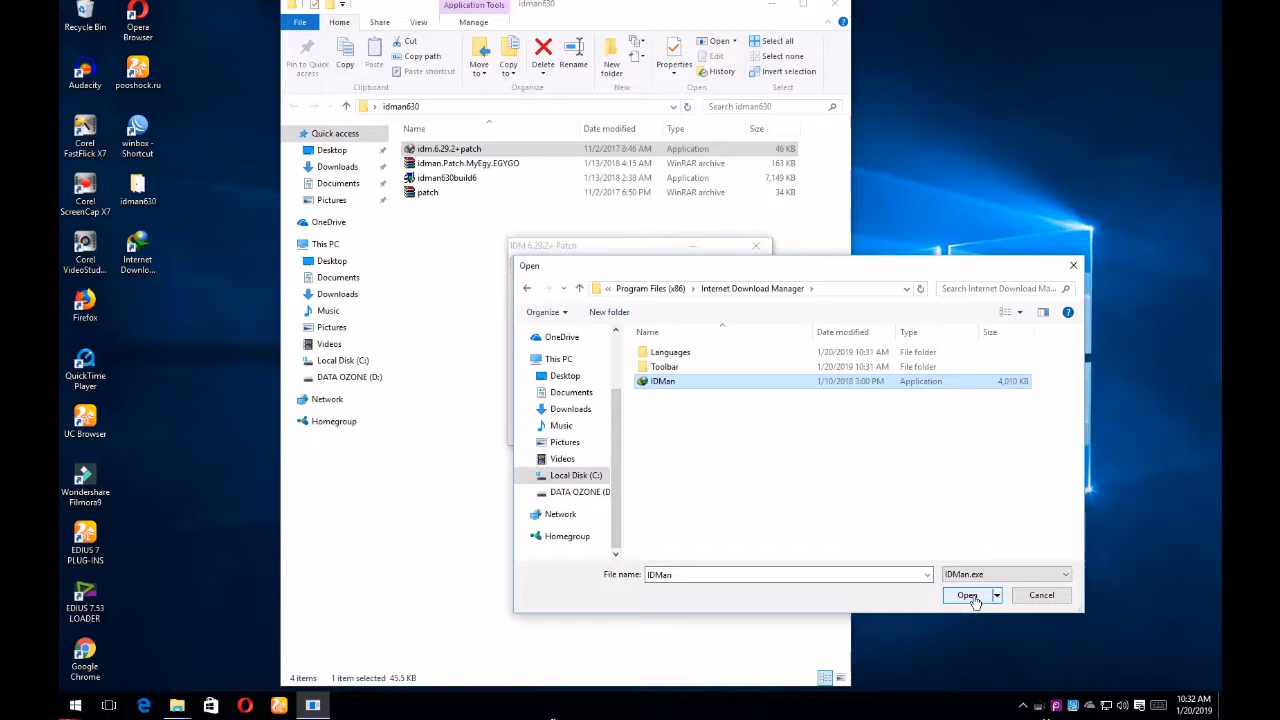 Recycle Bin
Opera
Browser
Audacity
pooshock.ru
Corel
FastFlick X7
winbox -
Shortcut
Corel
ScreenCap X7
idman630
Corel
VideoStud...
Internet
Downlo...
Firefox
QuickTime
Player
UC Browser
Wondershare
Filmora9
EDIUS 7
PLUG-INS
EDIUS 7.53
LOADER
Google
Chrome
Application Tools
idman630
File
Home
Share
View
Manage
Pin to Quick
access
Copy
Paste
Cut
Copy path
Paste shortcut
Clipboard
Move
to
Copy
to
Delete
Rename
Organize
New
folder
New
Properties
Open
Edit
History
Open
Select all
Select none
Invert selection
Select
idman630
Search idman630
Name
Date modified
Type
Size
idm.6.29.2+patch 11/2/2017 8:46 AM Application 46 KB
idman.Patch.MyEgy.EGYGO 1/13/2018 4:15 AM WinRAR archive 163 KB
idman630build6 1/13/2018 2:38 AM Application 7,149 KB
patch 11/2/2017 6:50 PM WinRAR archive 34 KB
Quick access
Desktop
Downloads
Documents
Pictures
OneDrive
This PC
Desktop
Documents
Downloads
Music
Pictures
Videos
Local Disk (C:)
DATA OZONE (D:)
Network
Homegroup
IDM 6.29.2+ Patch
Open
« Program Files (x86) › Internet Download Manager ›
Search Internet Download Ma...
Organize
New folder
Name Date modified Type Size
Languages 1/20/2019 10:31 AM File folder
Toolbar 1/20/2019 10:31 AM File folder
IDMan 1/10/2018 3:00 PM Application 4,010 KB
OneDrive
This PC
Desktop
Documents
Downloads
Music
Pictures
Videos
Local Disk (C:)
DATA OZONE (D
Network
Homegroup
File name: IDMan
IDMan.exe
Open
Cancel
4 items 1 item selected 45.5 KB
10:32 AM
1/20/2019